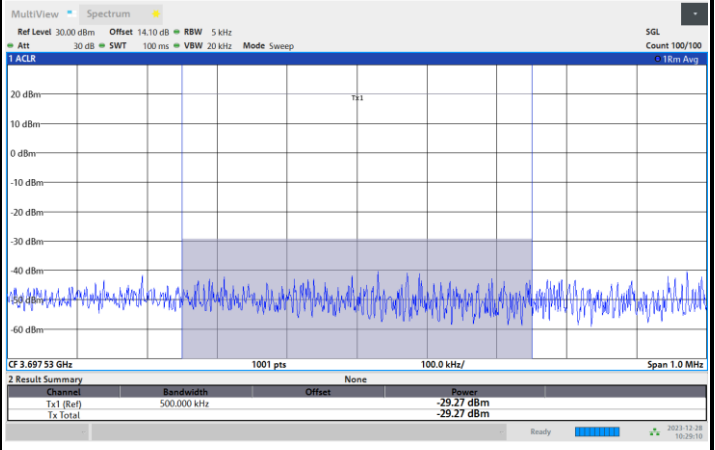 MultiView Spectrum
Ref Level 30.00 dBm Offset 14.10 dB RBW 5 kHz SGL
Att 30 dB SWT 100 ms VBW 20 kHz Mode Sweep Count 100/100
1 ACLR 1Rm Avg
Tx1
20 dBm
10 dBm
0 dBm
-10 dBm
-20 dBm
-30 dBm
-40 dBm
-50 dBm
-60 dBm
CF 3.697 53 GHz 1001 pts 100.0 kHz/ Span 1.0 MHz
2 Result Summary None
Channel Bandwidth Offset Power
Tx1 (Ref) 500.000 kHz -29.27 dBm
Tx Total -29.27 dBm
Ready 2023-12-28
10:29:10